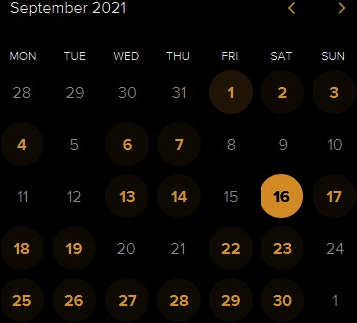 September 2021
MON TUE WED THU FRI SAT SUN
28 29 30 31 1 2 3
4 5 6 7 8 9 10
11 12 13 14 15 16 17
18 19 20 21 22 23 24
25 26 27 28 29 30 1